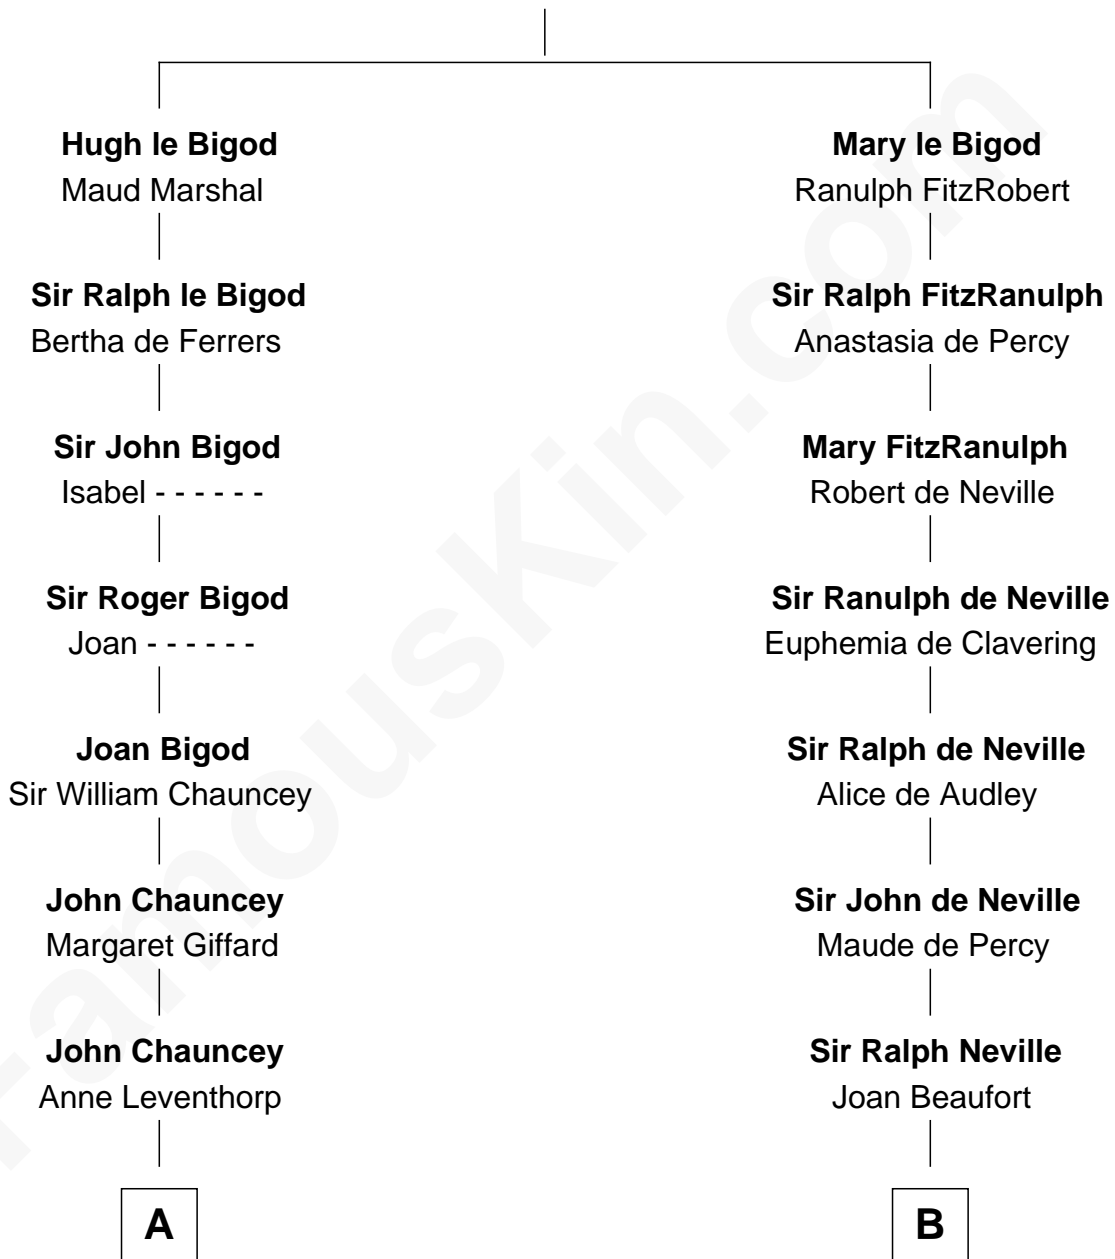 Hugh le Bigod
Maud Marshal
Sir Ralph le Bigod
Bertha de Ferrers
Sir John Bigod
Isabel - - - - - -
Sir Roger Bigod
Joan - - - - - -
Joan Bigod
Sir William Chauncey
John Chauncey
Margaret Giffard
John Chauncey
Anne Leventhorp
A
Mary le Bigod
Ranulph FitzRobert
Sir Ralph FitzRanulph
Anastasia de Percy
Mary FitzRanulph
Robert de Neville
Sir Ranulph de Neville
Euphemia de Clavering
Sir Ralph de Neville
Alice de Audley
Sir John de Neville
Maude de Percy
Sir Ralph Neville
Joan Beaufort
B
FamousKin.com